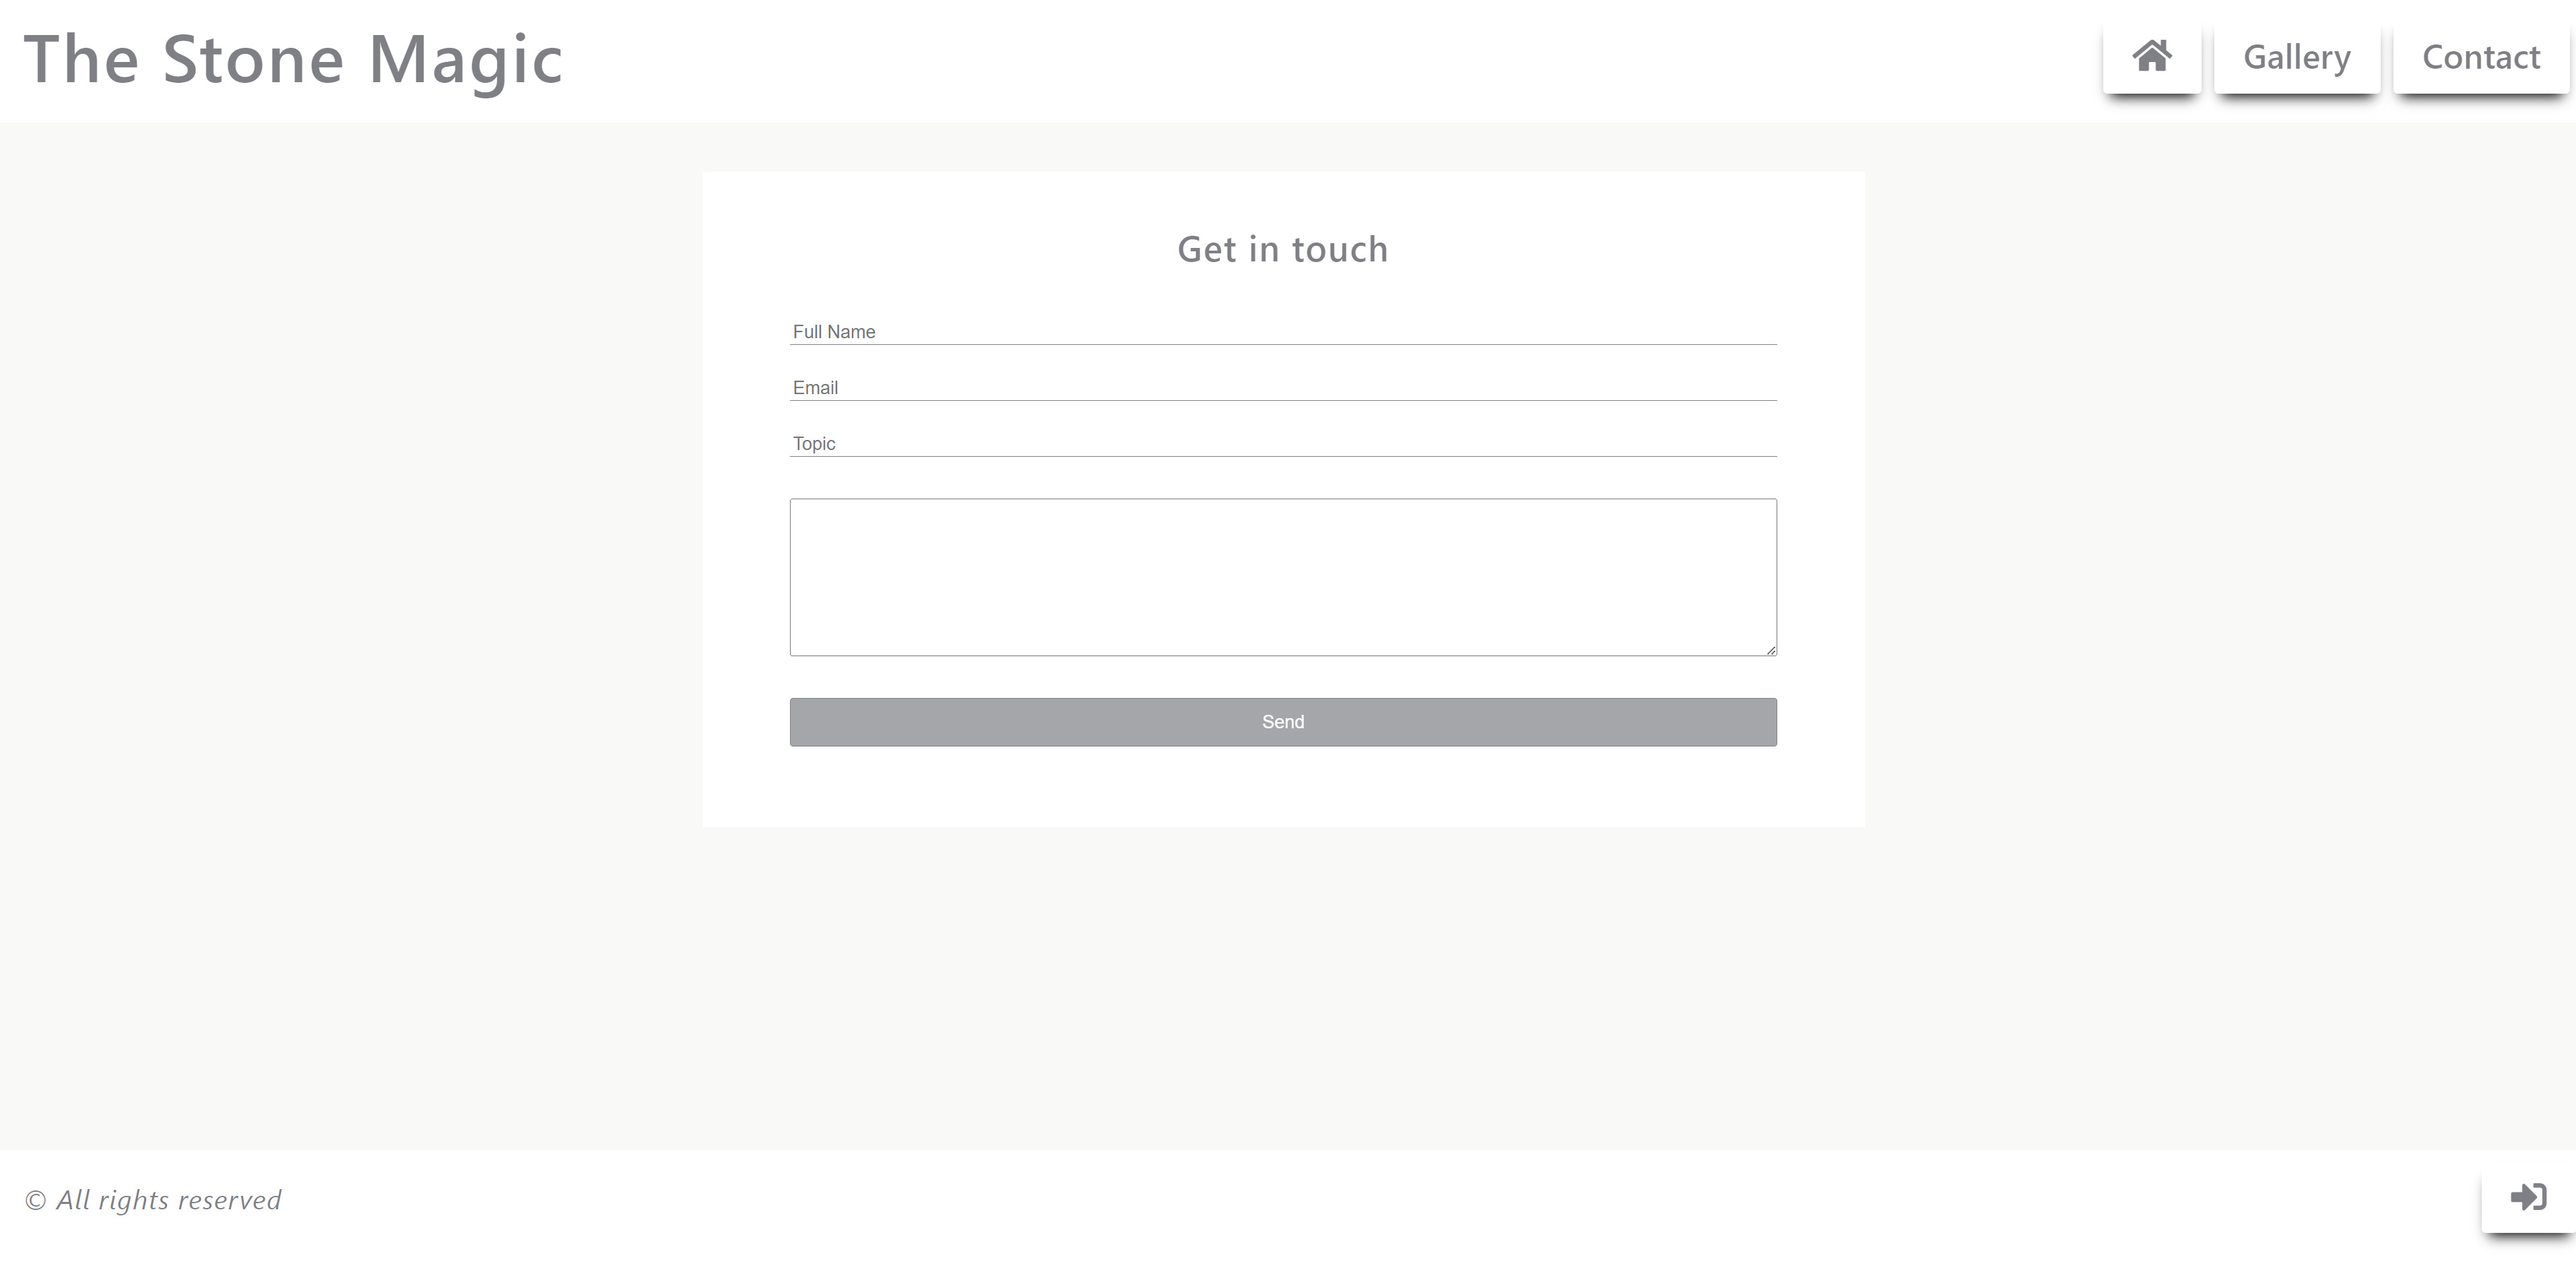 The Stone Magic
Gallery
Contact
Get in touch
Full Name
Email
Topic
Send
© All rights reserved